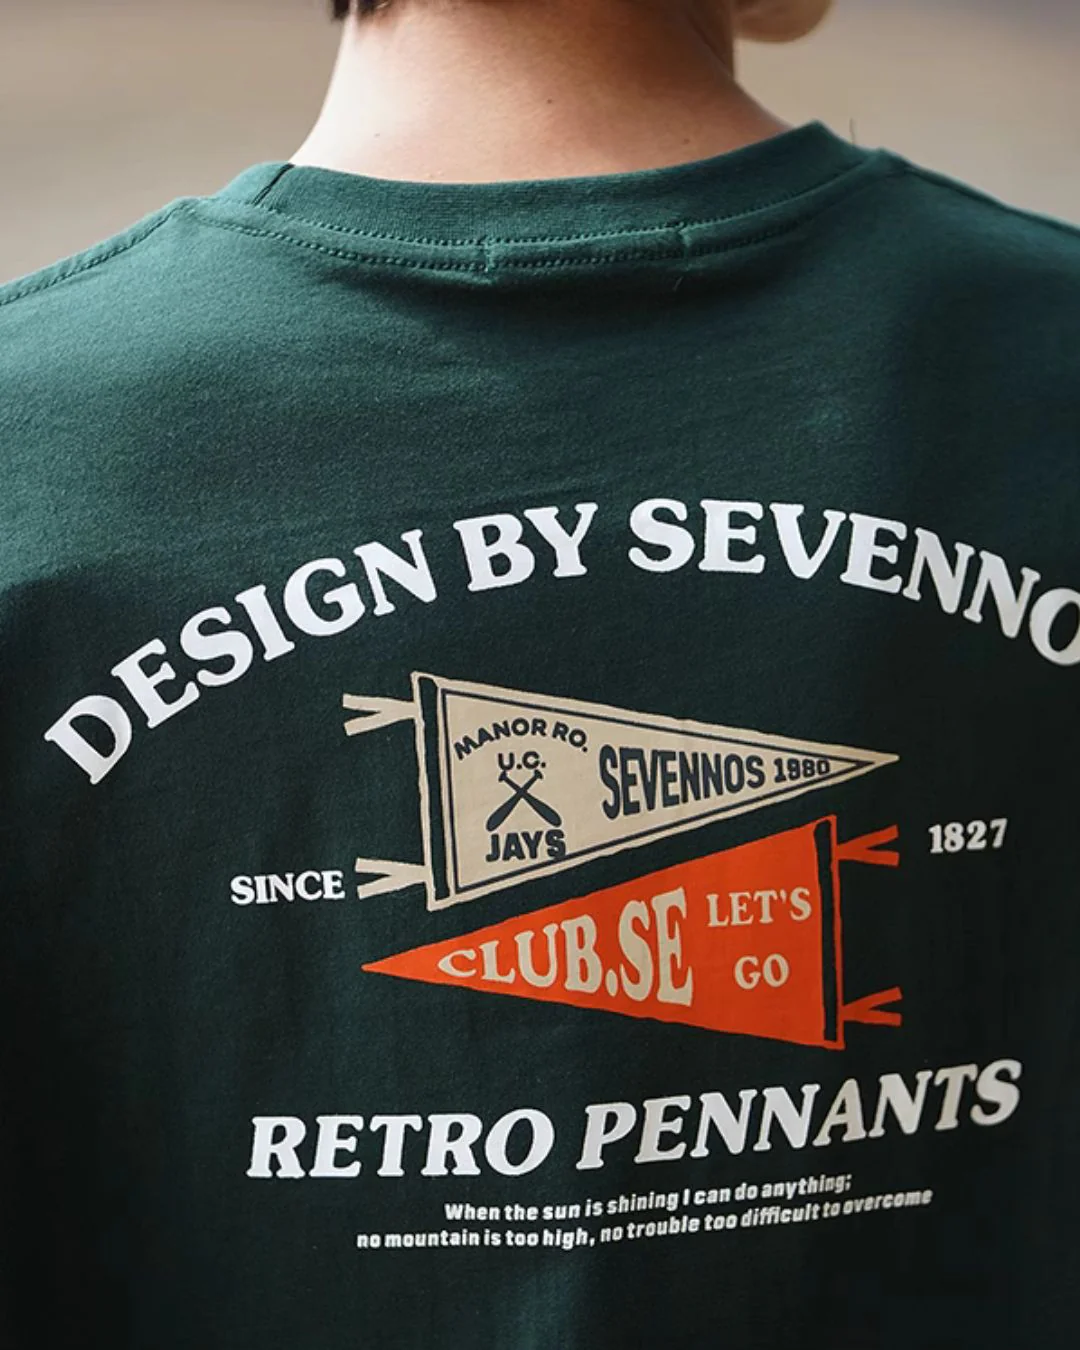 DESIGN BY SEVENNO
MANOR RO.
U.C.
JAYS
SEVENNOS 1980
SINCE
1827
CLUB.SE
LET'S
GO
RETRO PENNANTS
When the sun is shining I can do anything;
no mountain is too high, no trouble too difficult to overcome